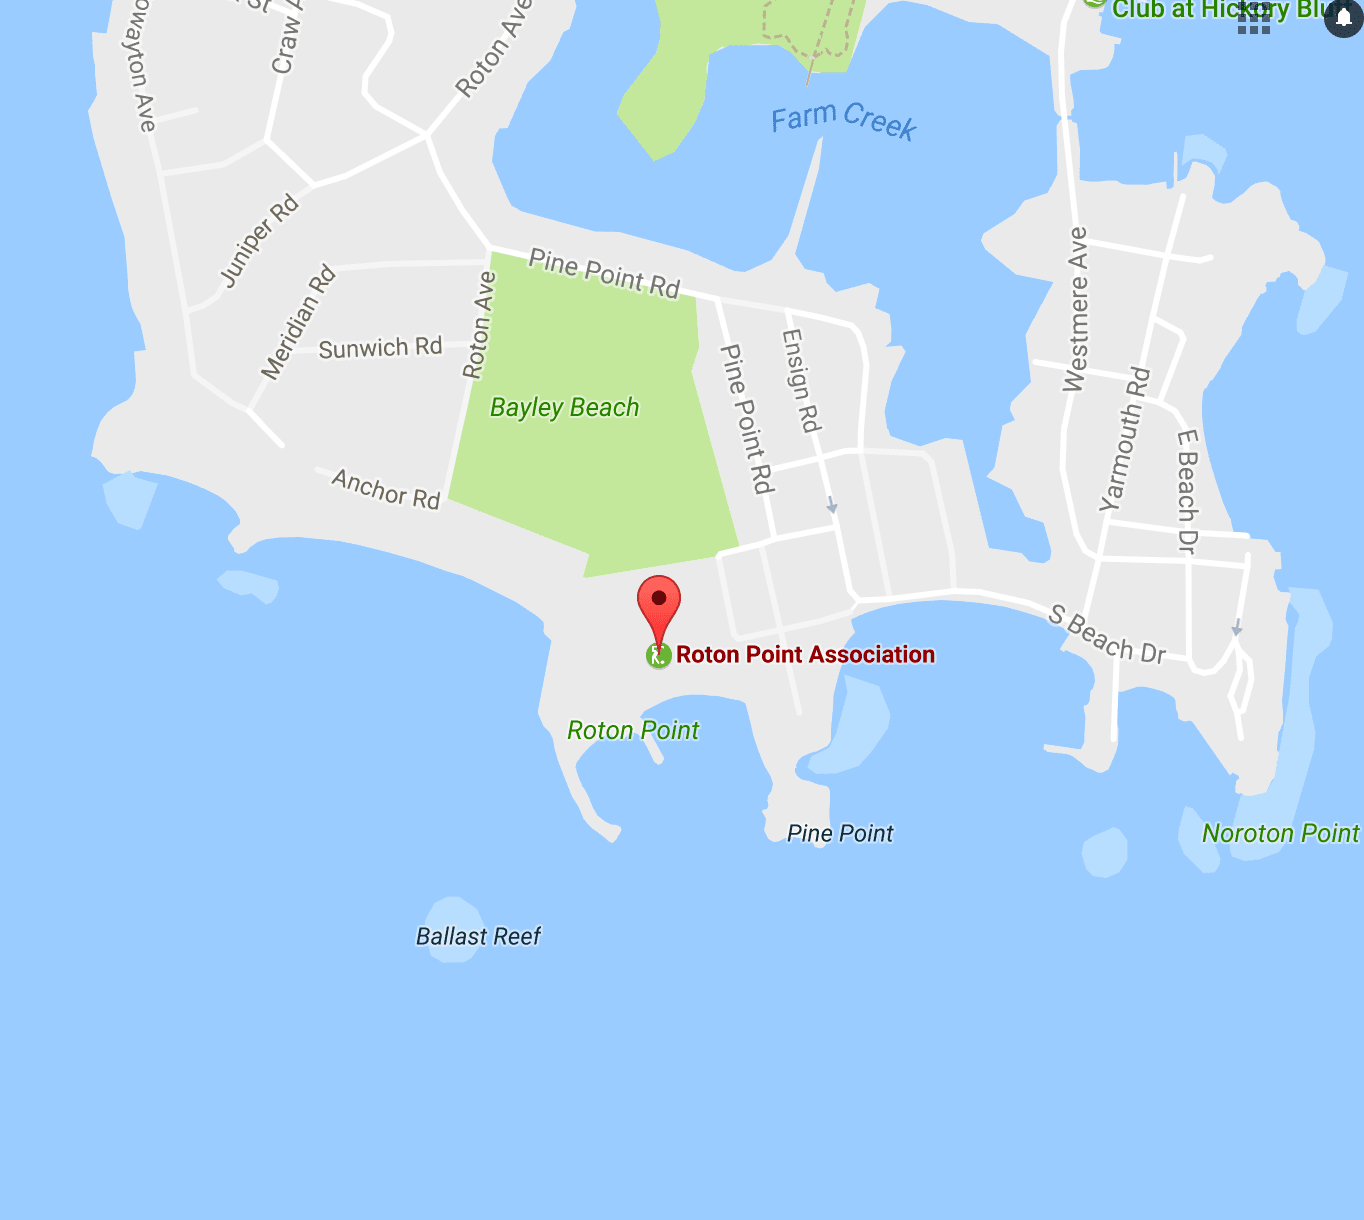 Club at Hickory Bluff
St
Craw
Roton Ave
owayton Ave
Farm Creek
Juniper Rd
Pine Point Rd
Westmere Ave
Meridian Rd
Roton Ave
Sunwich Rd
Ensign Rd
Pine Point Rd
Bayley Beach
Yarmouth Rd
E Beach Dr
Anchor Rd
S Beach Dr
Roton Point Association
Roton Point
Pine Point
Noroton Point
Ballast Reef